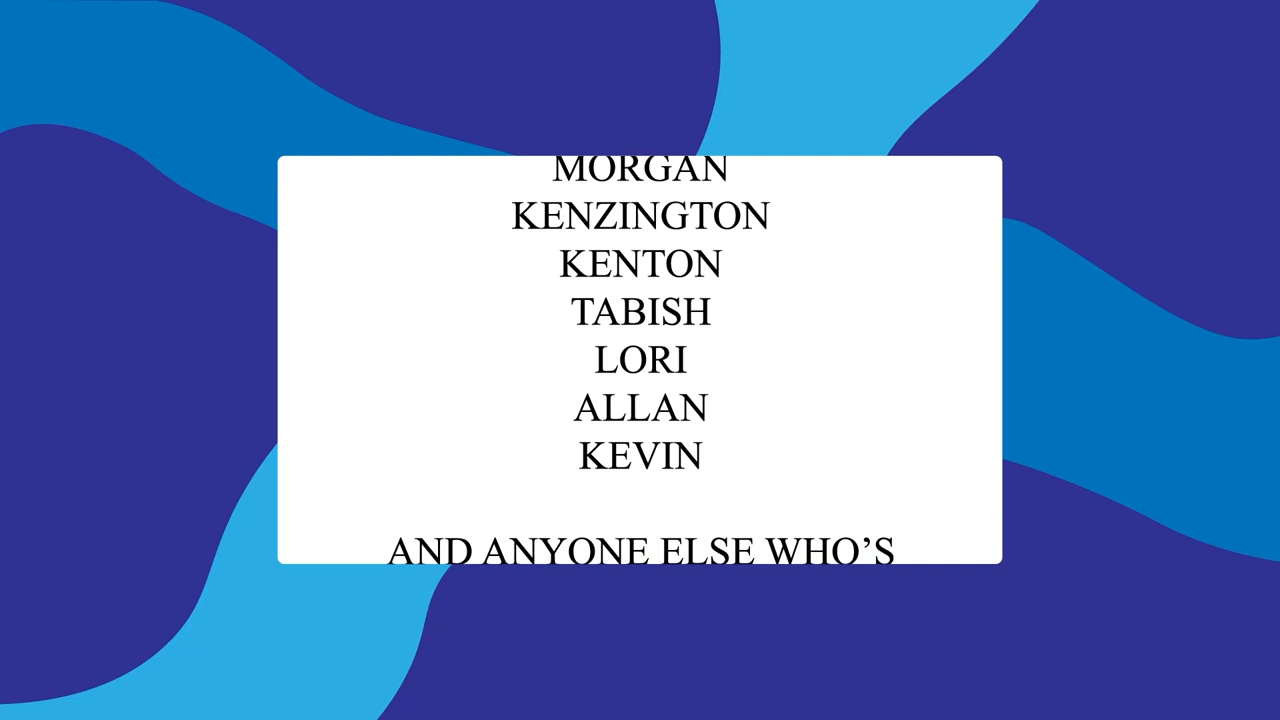 MORGAN
KENZINGTON
KENTON
TABISH
LORI
ALLAN
KEVIN
AND ANYONE ELSE WHO’S